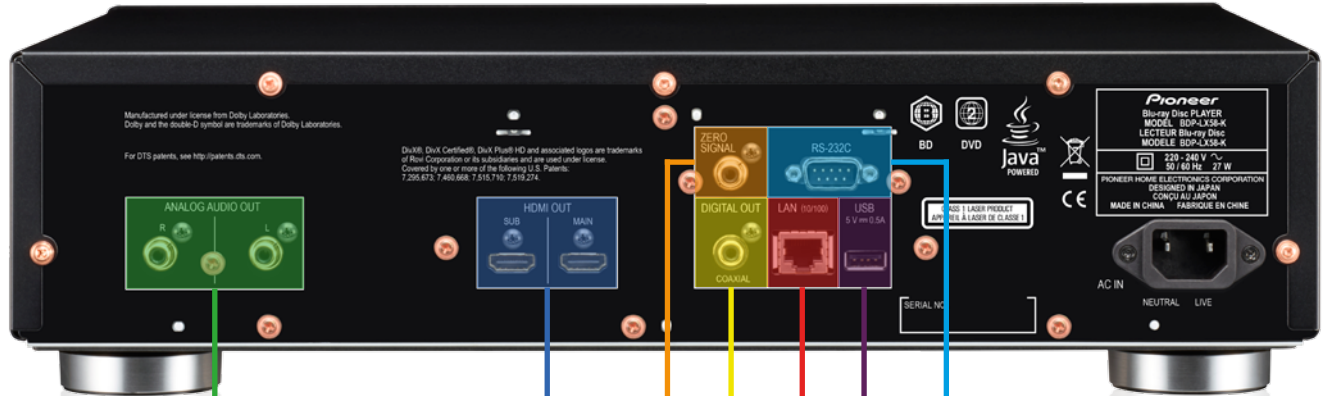 Manufactured under license from Dolby Laboratories.
Dolby and the double-D symbol are trademarks of Dolby Laboratories.
For DTS patents, see http://patents.dts.com.
DivX®, DivX Certified®, DivX Plus® HD and associated logos are trademarks
of Rovi Corporation or its subsidiaries and are used under license.
Covered by one or more of the following U.S. Patents:
7,295,673; 7,460,668; 7,515,710; 7,519,274.
ANALOG AUDIO OUT
R L
HDMI OUT
SUB MAIN
ZERO
SIGNAL
RS-232C
DIGITAL OUT
COAXIAL
LAN (10/100)
USB
5 V 0.5A
B
BD
2
DVD
Java™
POWERED
CE
CLASS 1 LASER PRODUCT
APPAREIL À LASER DE CLASSE 1
SERIAL NO.
Pioneer
Blu-ray Disc PLAYER
MODEL BDP-LX58-K
LECTEUR Blu-ray Disc
MODELE BDP-LX58-K
220 - 240 V ~
50 / 60 Hz 27 W
PIONEER HOME ELECTRONICS CORPORATION
DESIGNED IN JAPAN
CONÇU AU JAPON
MADE IN CHINA FABRIQUÉ EN CHINE
AC IN
NEUTRAL LIVE